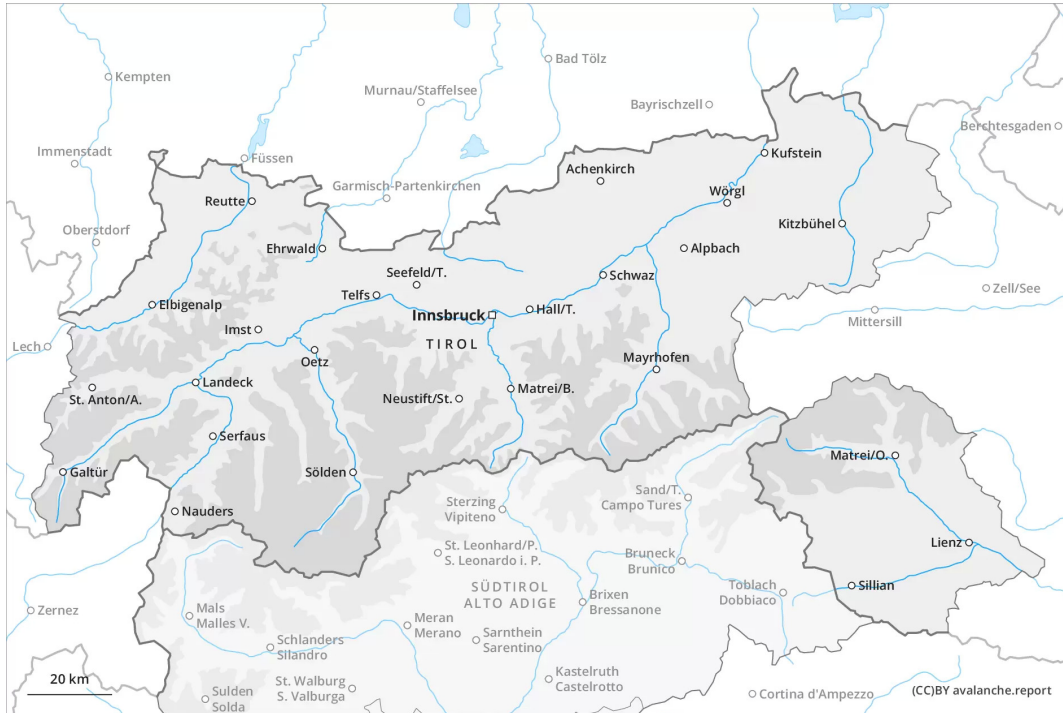 Kempten
Bad Tölz
Murnau/Staffelsee
Bayrischzell
Berchtesgaden
Immenstadt
Füssen
Kufstein
Achenkirch
Garmisch-Partenkirchen
Wörgl
Reutte
Kitzbühel
Oberstdorf
Ehrwald
Alpbach
Seefeld/T.
Schwaz
Zell/See
Telfs
Elbigenalp
Hall/T.
Innsbruck
Mittersill
Imst
TIROL
Lech
Oetz
Mayrhofen
Landeck
St. Anton/A.
Neustift/St.
Matrei/B.
Serfaus
Matrei/O.
Galtür
Sölden
Sterzing
Vipiteno
Sand/T.
Campo Tures
Nauders
Lienz
St. Leonhard/P.
S. Leonardo i. P.
Bruneck
Brunico
SÜDTIROL
ALTO ADIGE
Toblach
Dobbiaco
Sillian
Brixen
Bressanone
Zernez
Mals
Malles V.
Meran
Merano
Sarnthein
Sarentino
Schlanders
Silandro
Kastelruth
Castelrotto
20 km
St. Walburg
S. Valburga
Sulden
Solda
Cortina d'Ampezzo
(CC)BY avalanche.report